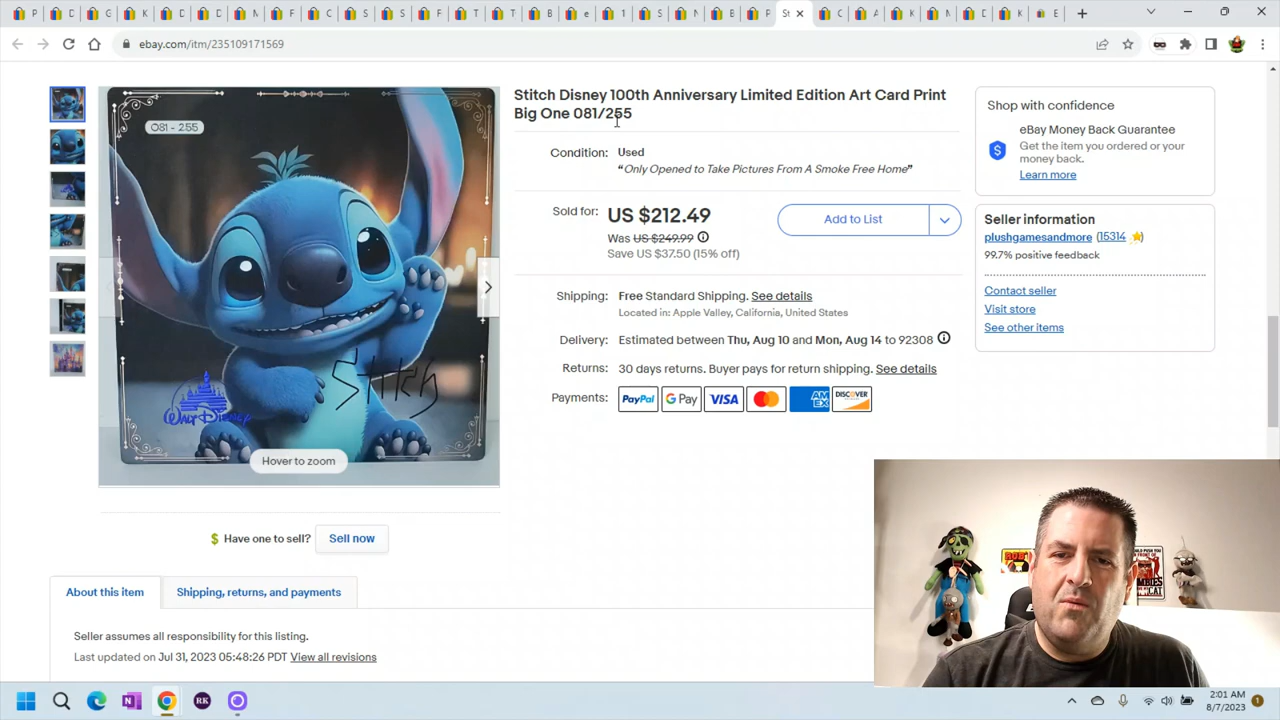 ebay.com/itm/235109171569
Stitch Disney 100th Anniversary Limited Edition Art Card Print
Big One 081/255
Condition: Used
“Only Opened to Take Pictures From A Smoke Free Home”
Sold for: US $212.49
Was US $249.99
Save US $37.50 (15% off)
Add to List
Shipping: Free Standard Shipping. See details
Located in: Apple Valley, California, United States
Delivery: Estimated between Thu, Aug 10 and Mon, Aug 14 to 92308
Returns: 30 days returns. Buyer pays for return shipping. See details
Payments: PayPal G Pay VISA MasterCard AM EX DISCOVER
Shop with confidence
eBay Money Back Guarantee
Get the item you ordered or your
money back.
Learn more
Seller information
plushgamesandmore (15314)
99.7% positive feedback
Contact seller
Visit store
See other items
081 - 255
Stitch
WALT DISNEY
Hover to zoom
Have one to sell? Sell now
About this item
Shipping, returns, and payments
Seller assumes all responsibility for this listing.
Last updated on Jul 31, 2023 05:48:26 PDT View all revisions
2:01 AM
8/7/2023